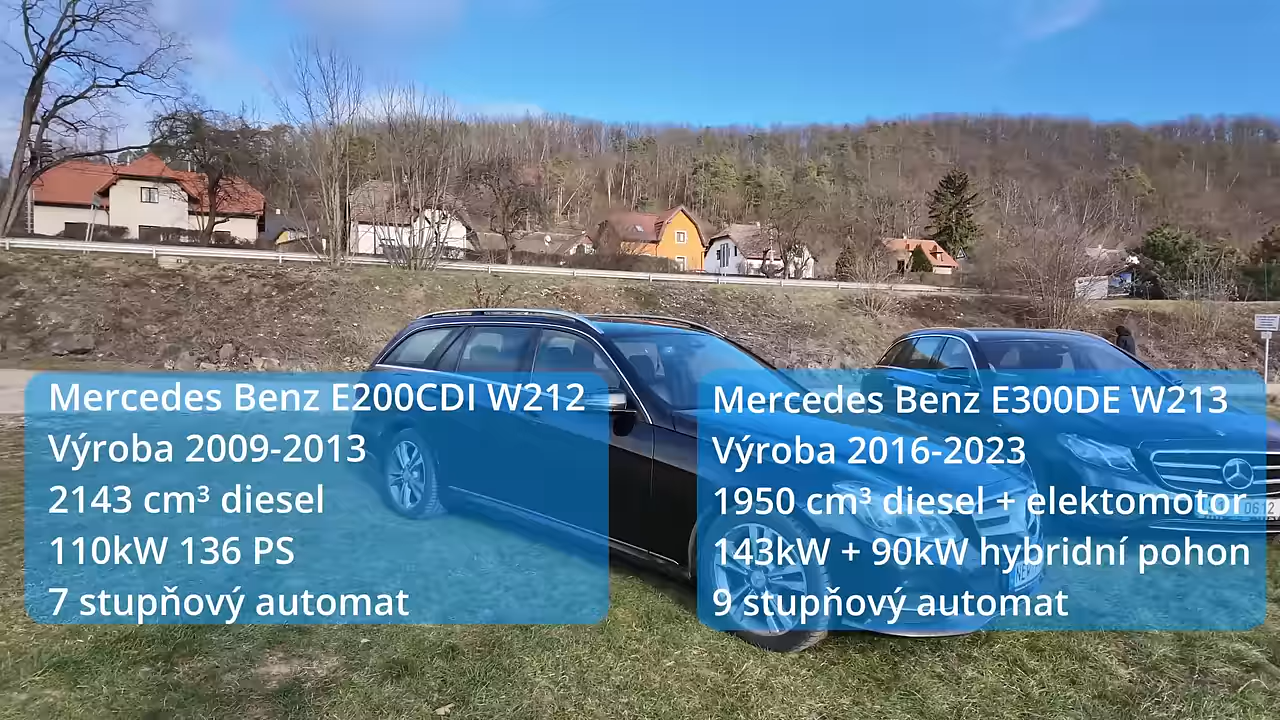 Mercedes Benz E200CDI W212
Výroba 2009-2013
2143 cm³ diesel
110kW 136 PS
7 stupňový automat
Mercedes Benz E300DE W213
Výroba 2016-2023
1950 cm³ diesel + elektomotor
143kW + 90kW hybridní pohon
9 stupňový automat
0612